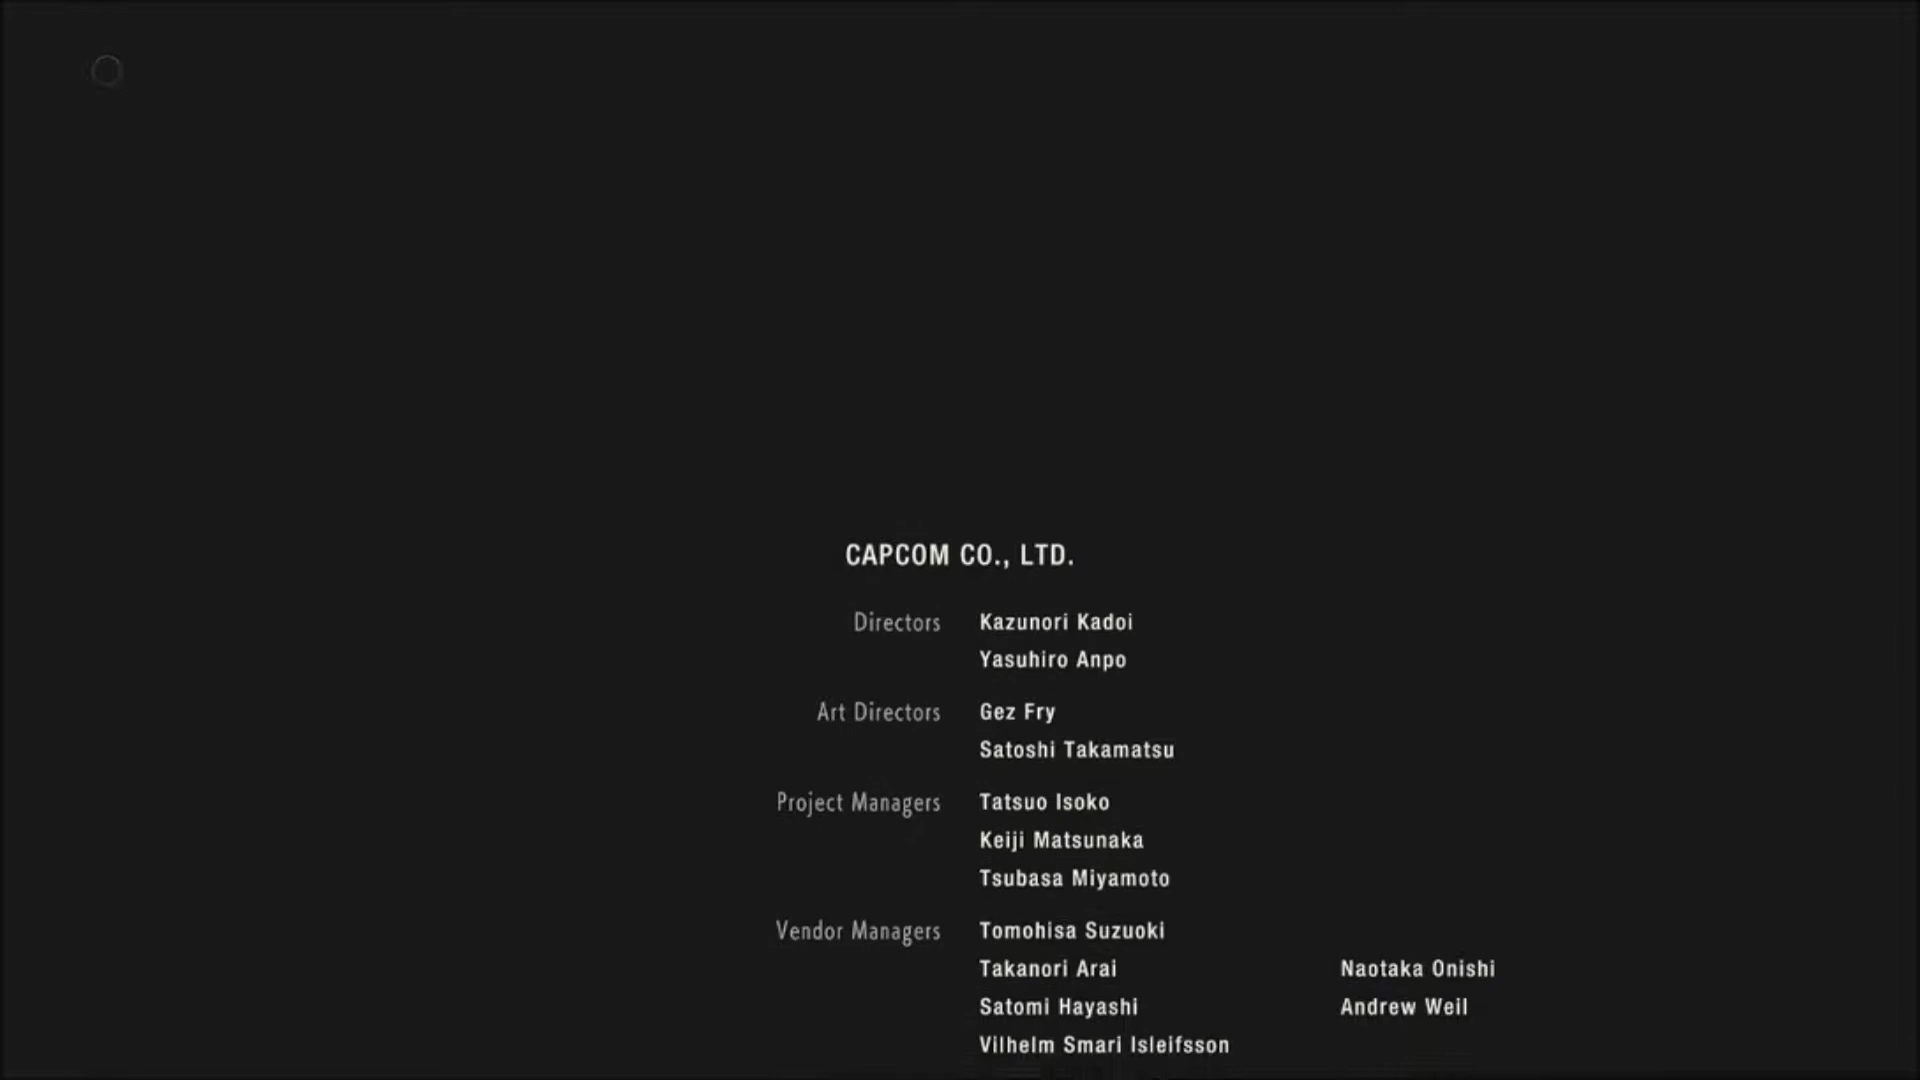 CAPCOM CO., LTD.
Directors Kazunori Kadoi
Yasuhiro Anpo
Art Directors Gez Fry
Satoshi Takamatsu
Project Managers Tatsuo Isoko
Keiji Matsunaka
Tsubasa Miyamoto
Vendor Managers Tomohisa Suzuoki
Takanori Arai Naotaka Onishi
Satomi Hayashi Andrew Weil
Vilhelm Smari Isleifsson